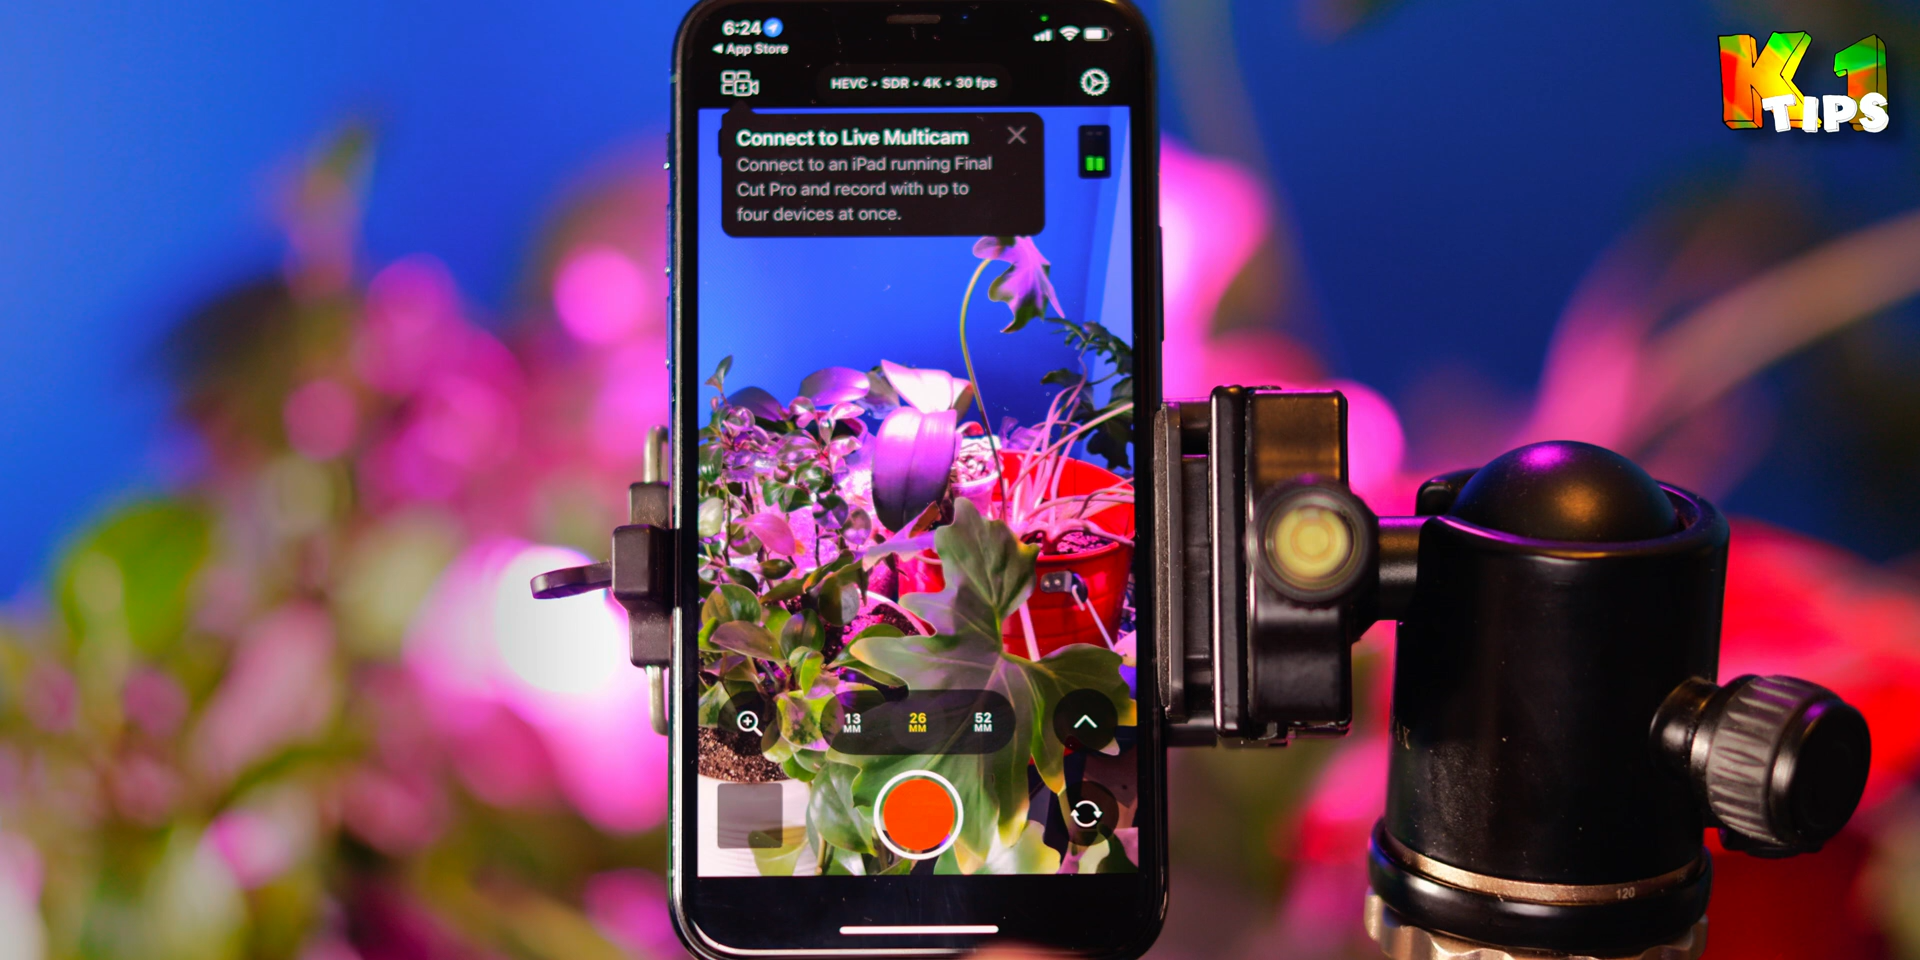 6:24
App Store
HEVC • SDR • 4K • 30 fps
Connect to Live Multicam
Connect to an iPad running Final
Cut Pro and record with up to
four devices at once.
13 MM
26 MM
52 MM
120
K1
TIPS